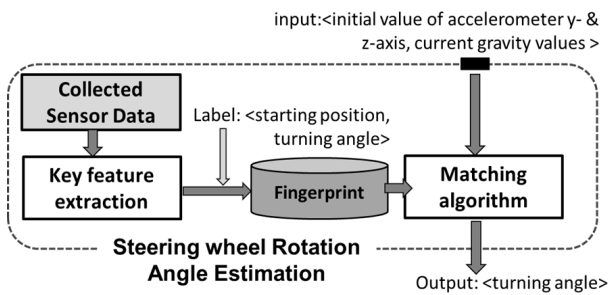 input:<initial value of accelerometer y- &
z-axis, current gravity values >
Collected
Sensor Data
Label: <starting position,
turning angle>
Key feature
extraction
Fingerprint
Matching
algorithm
Steering wheel Rotation
Angle Estimation
Output: <turning angle>